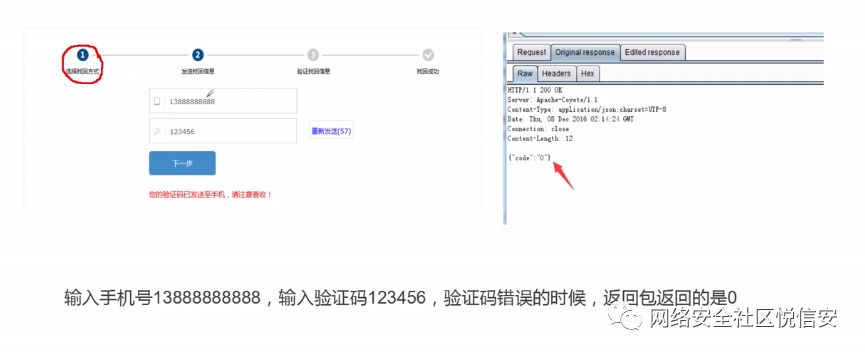 1
2
3
选择找回方式
发送找回信息
验证找回信息
找回成功
13888888888
123456
重新发送(57)
下一步
您的验证码已发送至手机，请注意查收！
Request
Original response
Edited response
Raw
Headers
Hex
HTTP/1.1 200 OK
Server: Apache-Coyote/1.1
Content-Type: application/json;charset=UTF-8
Date: Thu, 08 Dec 2016 02:14:24 GMT
Connection: close
Content-Length: 12
{"code":"0"}
输入手机号13888888888，输入验证码123456，验证码错误的时候，返回包返回的是0
网络安全社区悦信安